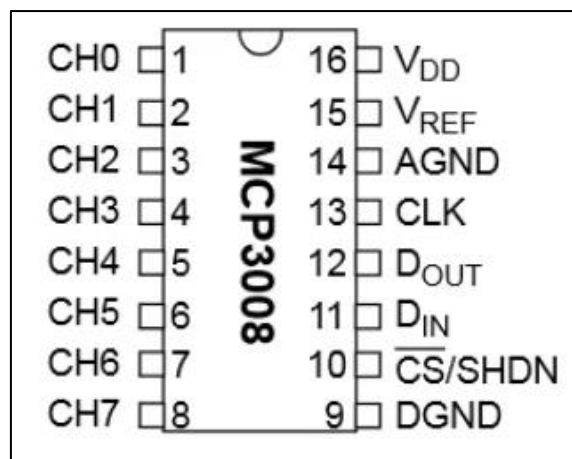 CH0 1 16 VDD
CH1 2 15 VREF
CH2 3 14 AGND
CH3 4 13 CLK
CH4 5 12 DOUT
CH5 6 11 DIN
CH6 7 10 C̅S̅/SHDN
CH7 8 9 DGND
MCP3008